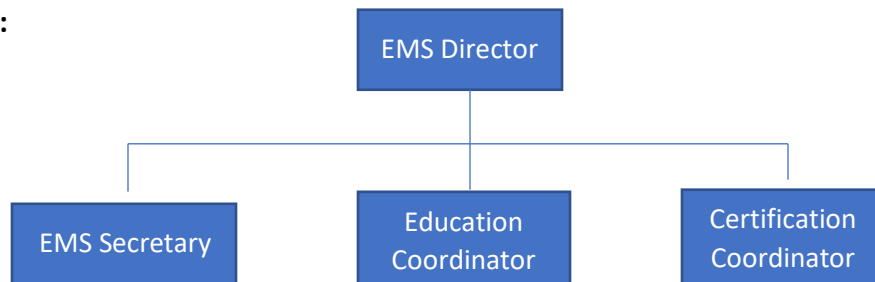 :
EMS Director
EMS Secretary
Education
Coordinator
Certification
Coordinator